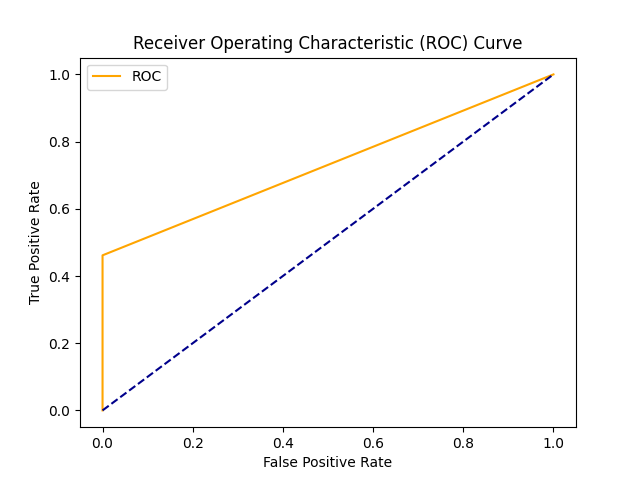 Receiver Operating Characteristic (ROC) Curve
ROC
1.0
0.8
0.6
0.4
0.2
0.0
True Positive Rate
0.0 0.2 0.4 0.6 0.8 1.0
False Positive Rate